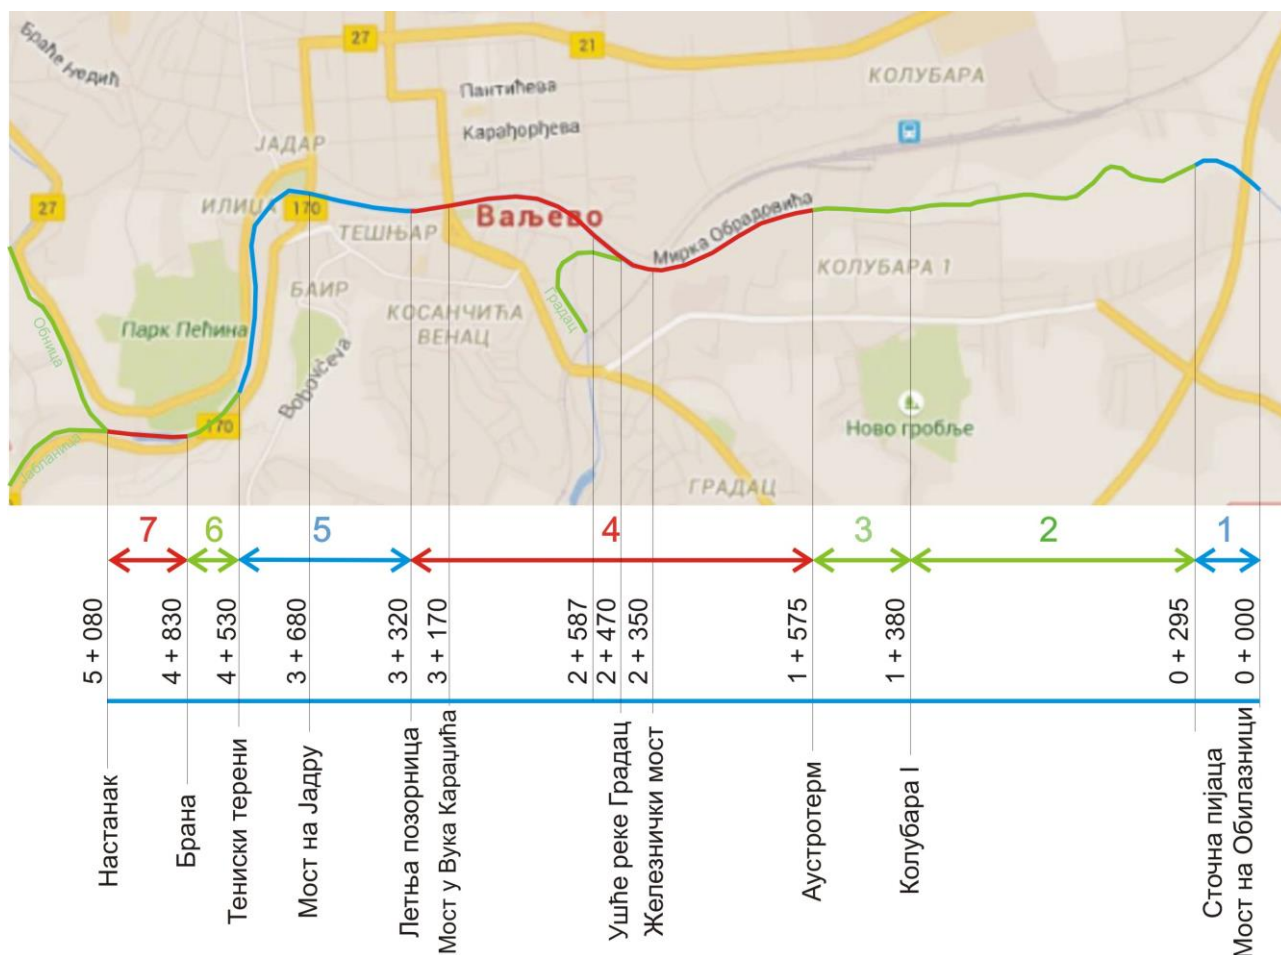 Браће Недић
27
21
Пантићева
Карађорђева
КОЛУБАРА
ЈАДАР
27
ИЛИЦА
170
ТЕШЊАР
Ваљево
Мирка Обрадовића
КОЛУБАРА 1
БАИР
КОСАНЧИЋА
ВЕНАЦ
Градац
Обница
Парк Пећина
170
Јабланица
Ново гробље
ГРАДАЦ
7
6
5
4
3
2
1
5 + 080
4 + 830
4 + 530
3 + 680
3 + 320
3 + 170
2 + 587
2 + 470
2 + 350
1 + 575
1 + 380
0 + 295
0 + 000
Настанак
Брана
Тениски терени
Мост на Јадру
Летња позорница
Мост у Вука Караџића
Ушће реке Градац
Железнички мост
Аустротерм
Колубара I
Сточна пијаца
Мост на Обилазници